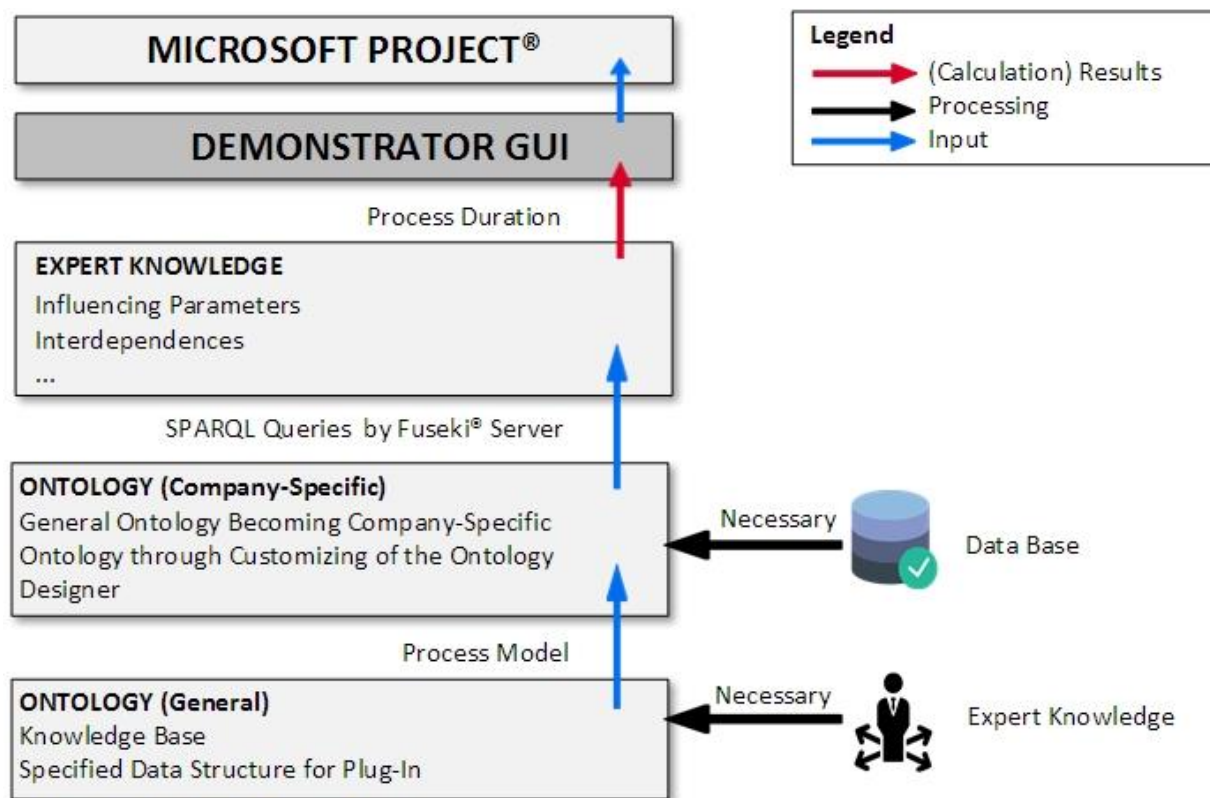 MICROSOFT PROJECT®
Legend
(Calculation) Results
Processing
Input
DEMONSTRATOR GUI
Process Duration
EXPERT KNOWLEDGE
Influencing Parameters
Interdependences
...
SPARQL Queries by Fuseki® Server
ONTOLOGY (Company-Specific)
General Ontology Becoming Company-Specific
Ontology through Customizing of the Ontology
Designer
Necessary
Data Base
Process Model
ONTOLOGY (General)
Knowledge Base
Specified Data Structure for Plug-In
Necessary
Expert Knowledge